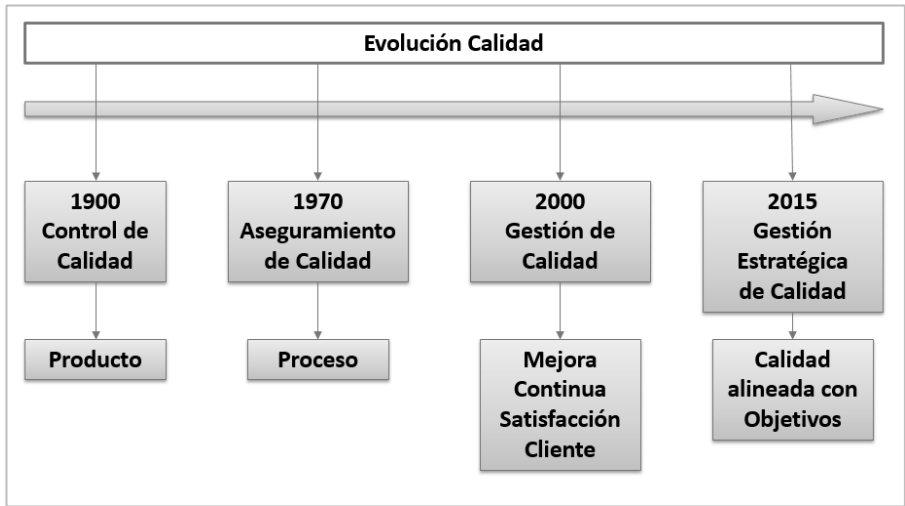 Evolución Calidad
1900
Control de
Calidad
1970
Aseguramiento
de Calidad
2000
Gestión de
Calidad
2015
Gestión
Estratégica
de Calidad
Producto
Proceso
Mejora
Continua
Satisfacción
Cliente
Calidad
alineada con
Objetivos